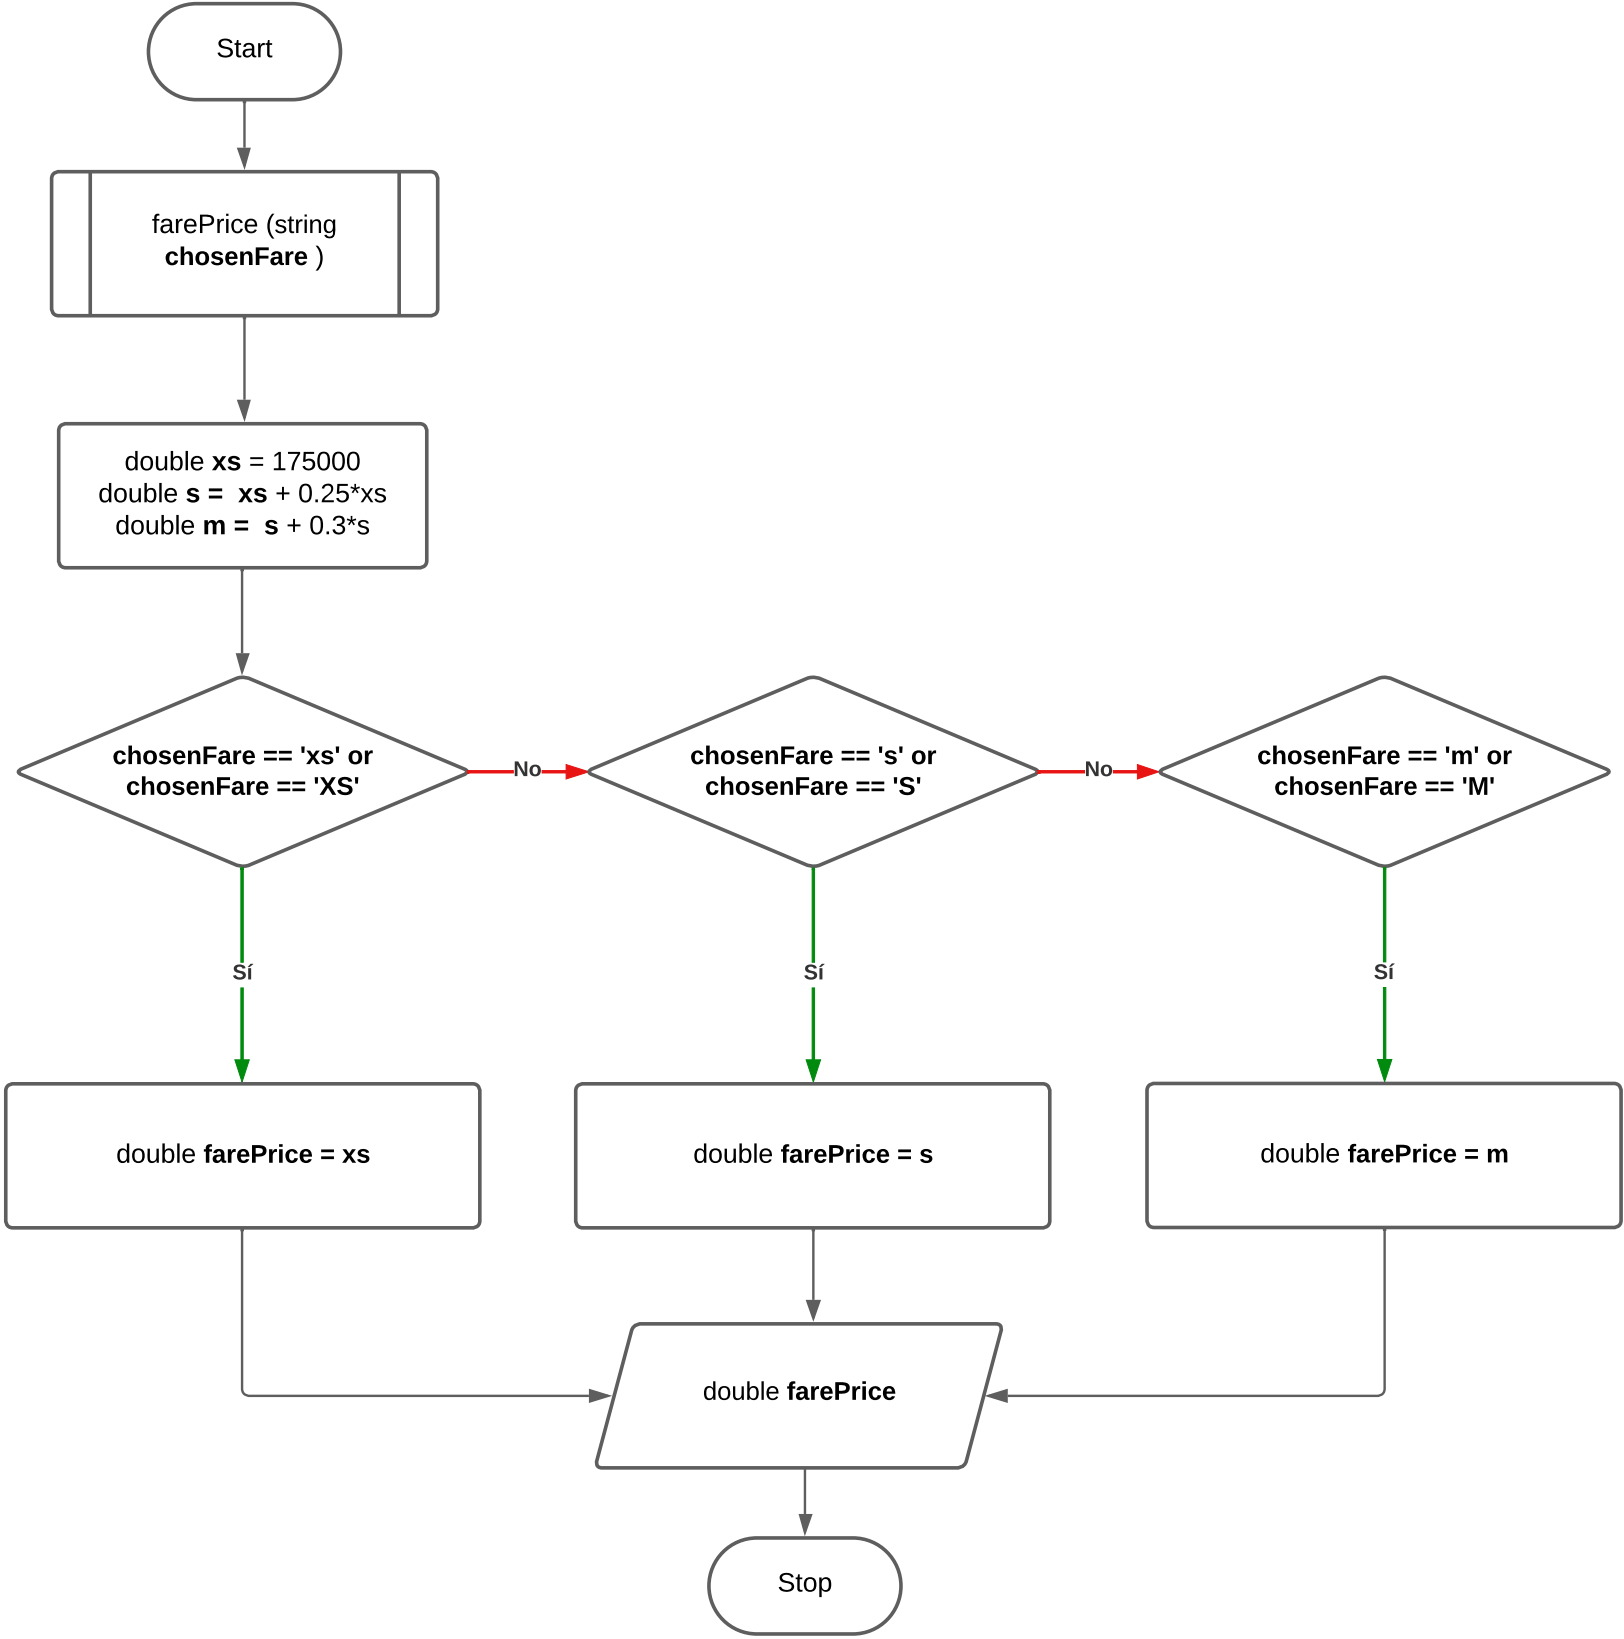 Start
farePrice (string
chosenFare )
double xs = 175000
double s =  xs + 0.25*xs
double m =  s + 0.3*s
chosenFare == 'xs' or
chosenFare == 'XS'
No
chosenFare == 's' or
chosenFare == 'S'
No
chosenFare == 'm' or
chosenFare == 'M'
Sí
Sí
Sí
double farePrice = xs
double farePrice = s
double farePrice = m
double farePrice
Stop